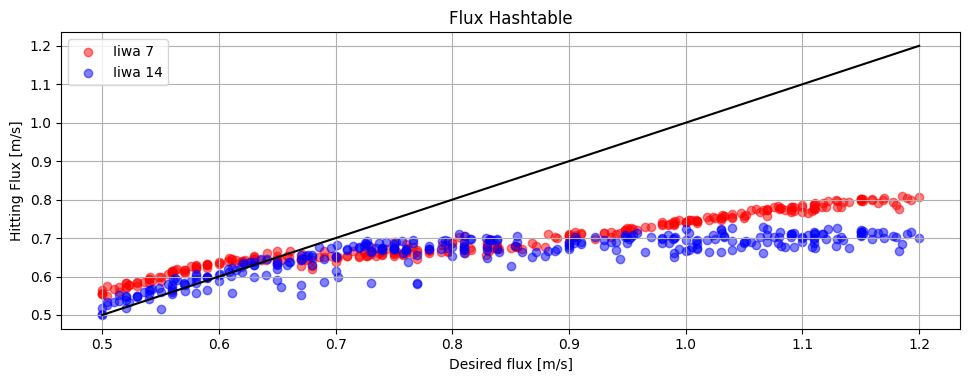 Flux Hashtable
Iiwa 7
Iiwa 14
Hitting Flux [m/s]
1.2
1.1
1.0
0.9
0.8
0.7
0.6
0.5
0.5 0.6 0.7 0.8 0.9 1.0 1.1 1.2
Desired flux [m/s]